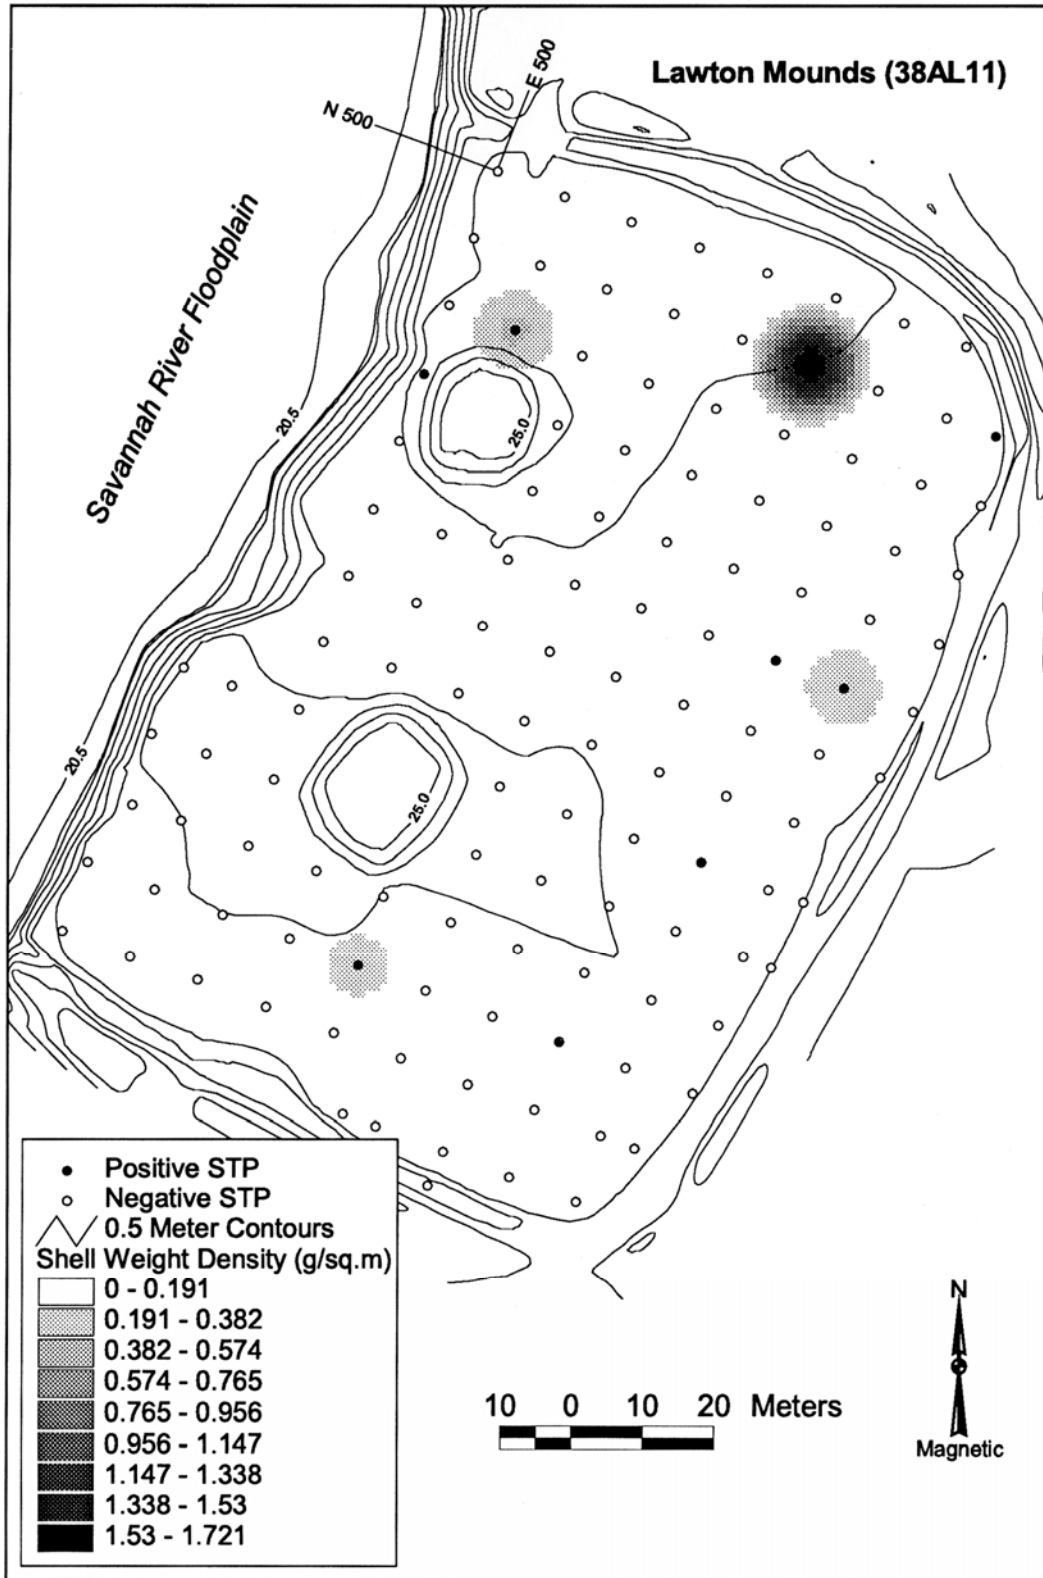 Lawton Mounds (38AL11)
E 500
N 500
Savannah River Floodplain
20.5
25.0
20.5
25.0
Positive STP
Negative STP
0.5 Meter Contours
Shell Weight Density (g/sq.m)
0 - 0.191
0.191 - 0.382
0.382 - 0.574
0.574 - 0.765
0.765 - 0.956
0.956 - 1.147
1.147 - 1.338
1.338 - 1.53
1.53 - 1.721
10 0 10 20 Meters
N
Magnetic